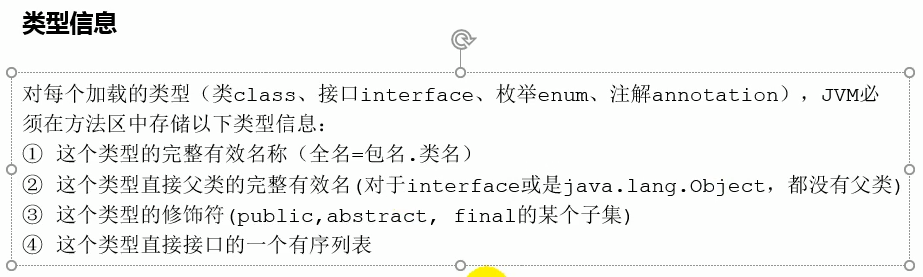 类型信息
对每个加载的类型（类class、接口interface、枚举enum、注解annotation），JVM必
须在方法区中存储以下类型信息：
① 这个类型的完整有效名称（全名=包名.类名）
② 这个类型直接父类的完整有效名(对于interface或是java.lang.Object，都没有父类)
③ 这个类型的修饰符(public,abstract, final的某个子集)
④ 这个类型直接接口的一个有序列表